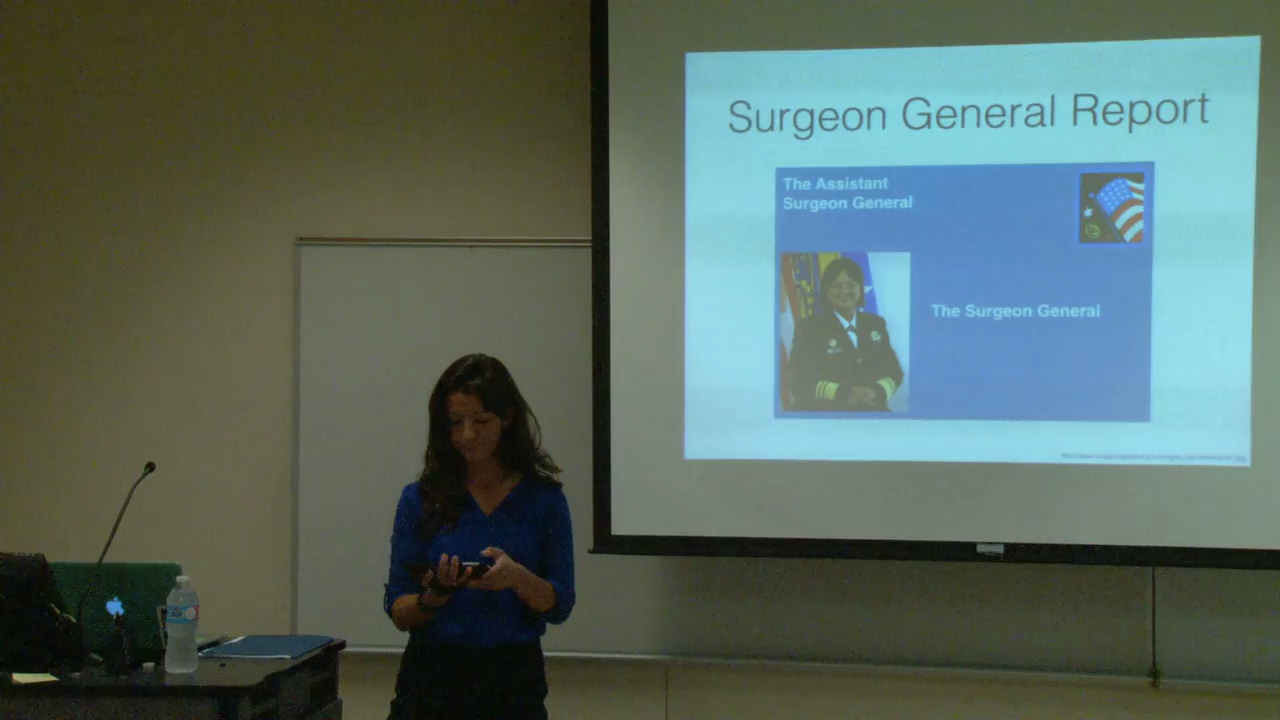 Surgeon General Report
The Assistant
Surgeon General
The Surgeon General